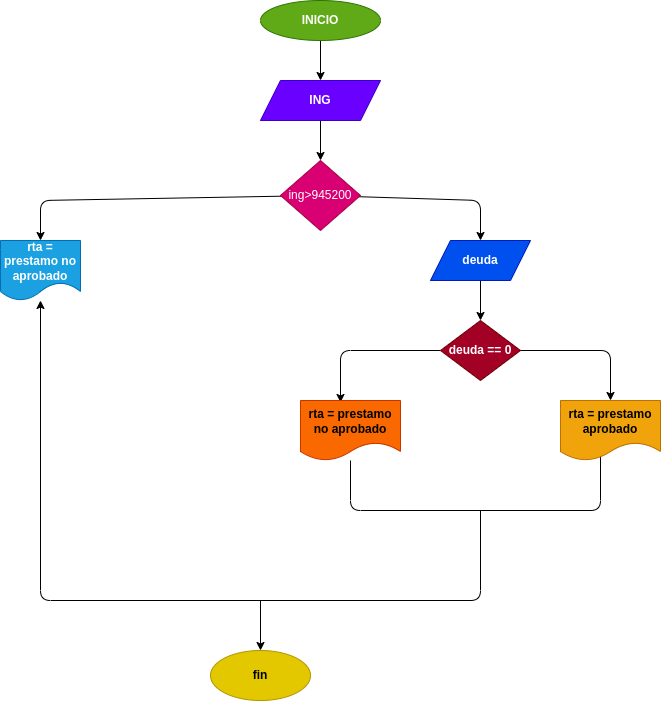 INICIO
ING
ing>945200
rta =
prestamo no
aprobado
deuda
deuda == 0
rta = prestamo
no aprobado
rta = prestamo
aprobado
fin